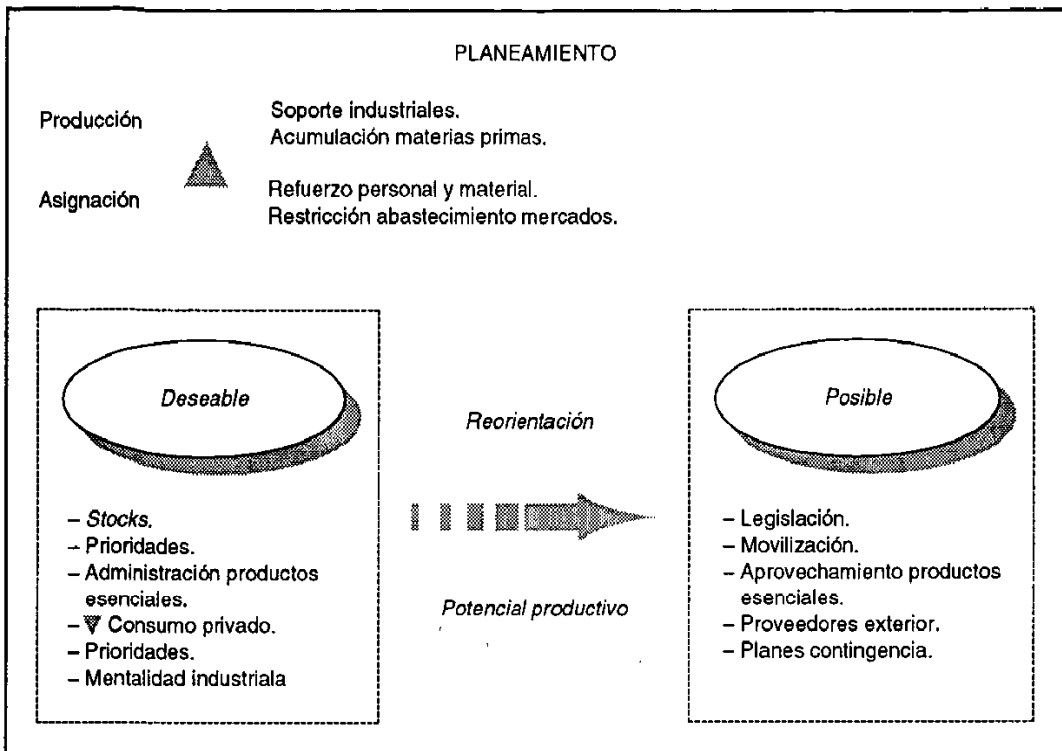 PLANEAMIENTO
Producción
Soporte industriales.
Acumulación materias primas.
Asignación
Refuerzo personal y material.
Restricción abastecimiento mercados.
Deseable
– Stocks.
– Prioridades.
– Administración productos
esenciales.
– ▼ Consumo privado.
– Prioridades.
– Mentalidad industriala
Reorientación
Potencial productivo
Posible
– Legislación.
– Movilización.
– Aprovechamiento productos
esenciales.
– Proveedores exterior.
– Planes contingencia.